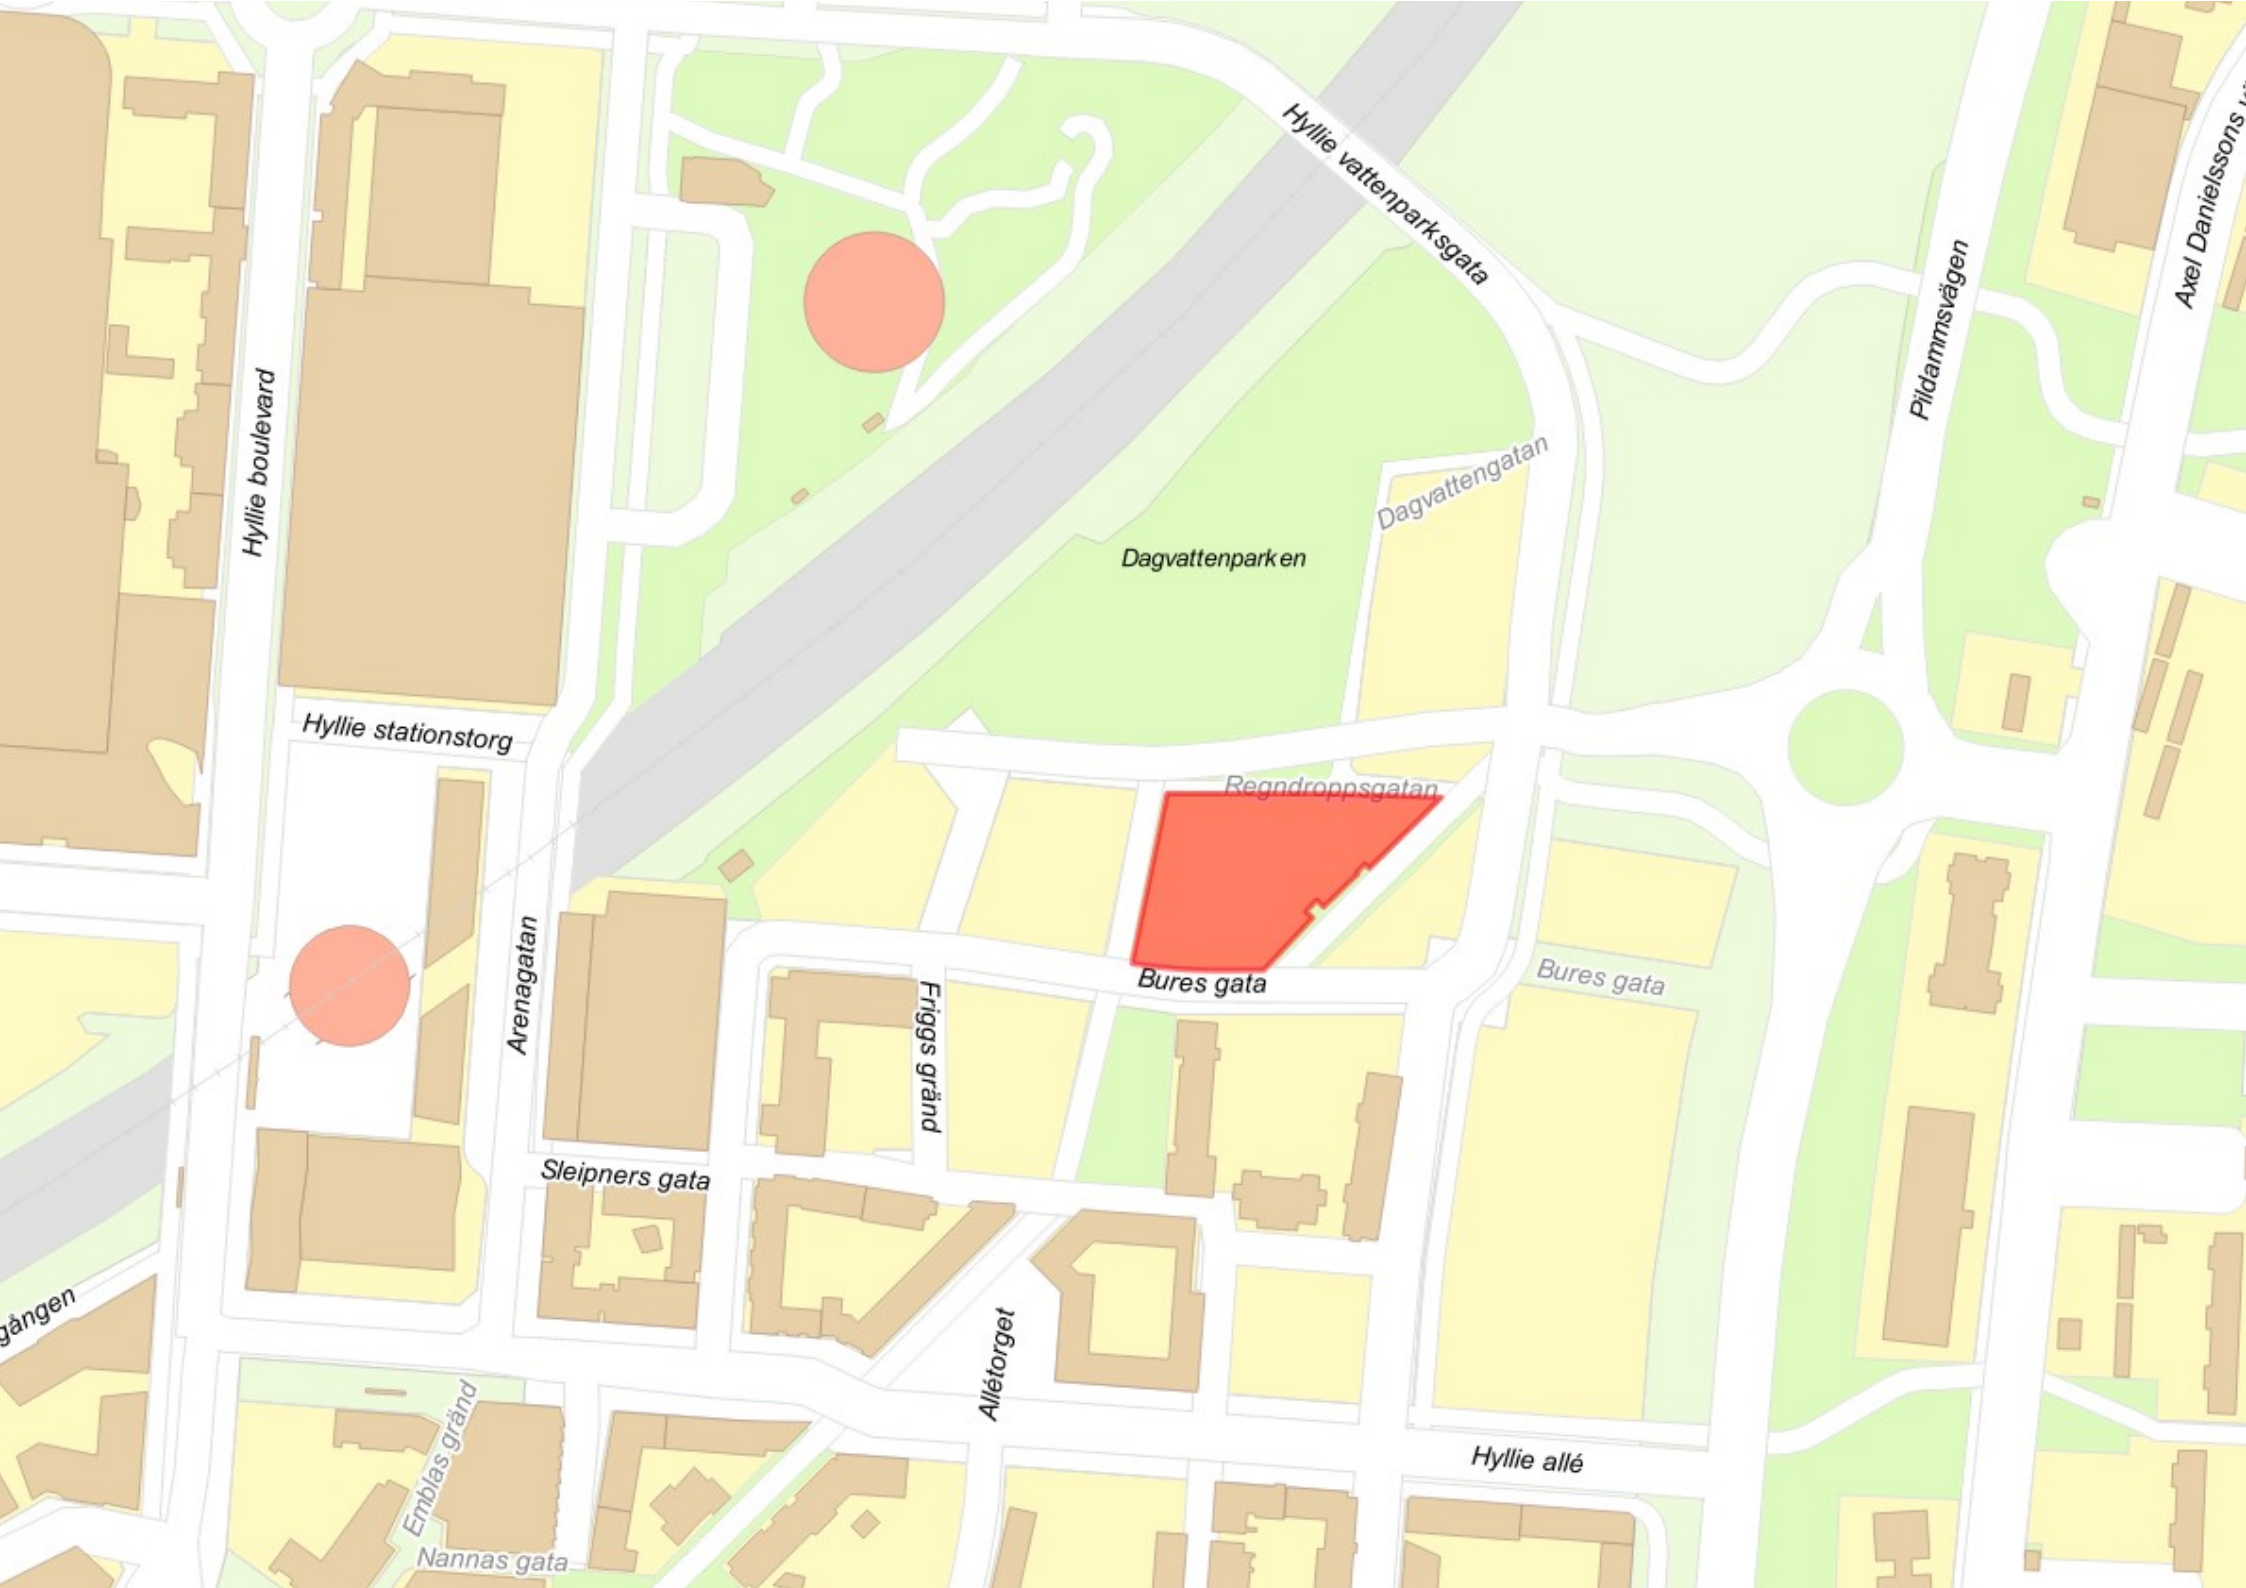 Hyllie vattenparksgata
Axel Danielssons
Pildammsvägen
Hyllie boulevard
Dagvattengatan
Dagvattenparken
Hyllie stationstorg
Regndroppsgatan
Arenagatan
Bures gata
Bures gata
Friggs gränd
Sleipners gata
gången
Allétorget
Emblas gränd
Hyllie allé
Nannas gata